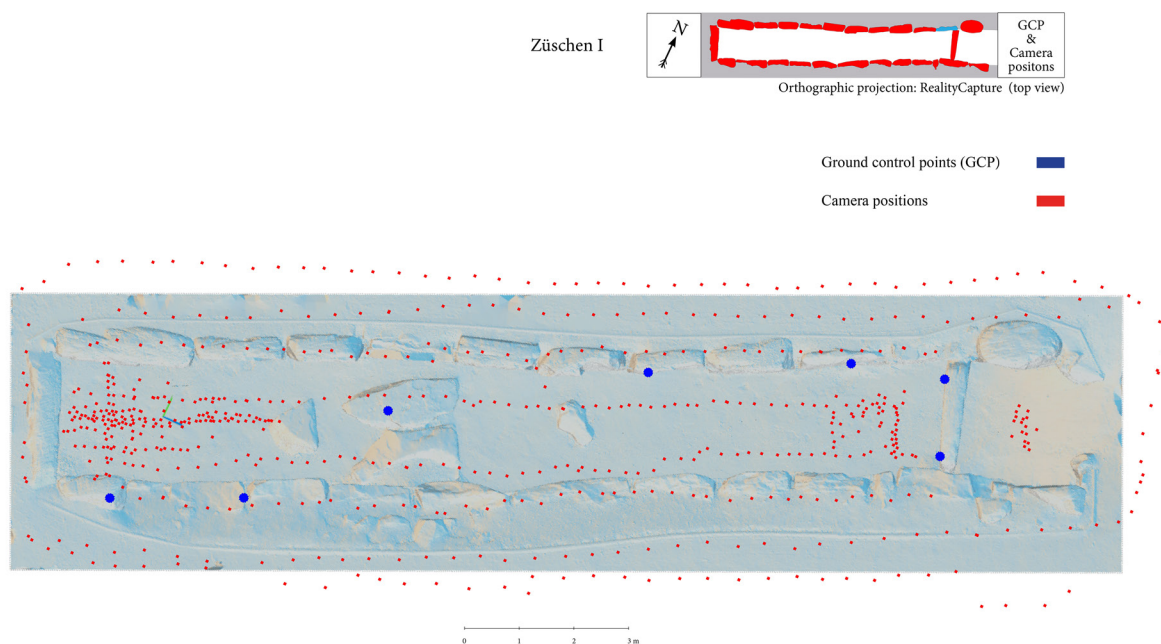 Züschen I
N
GCP
&
Camera
positons
Orthographic projection: RealityCapture (top view)
Ground control points (GCP)
Camera positions
0 1 2 3 m